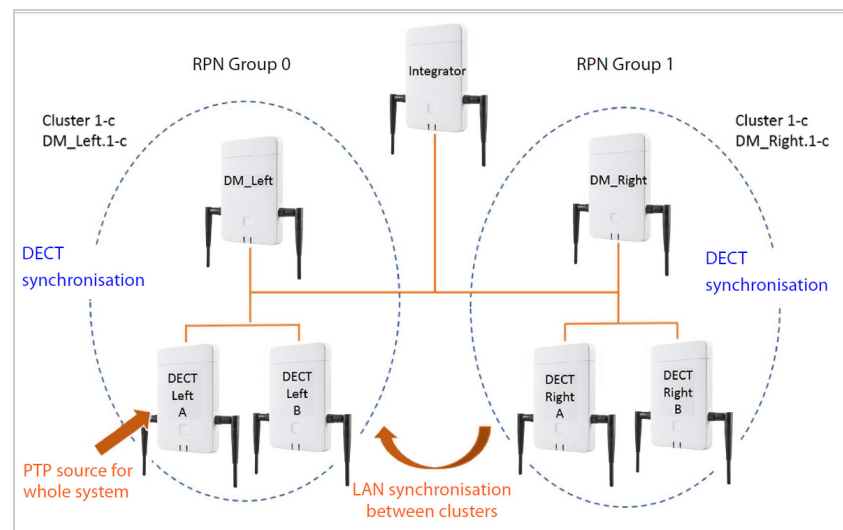 RPN Group 0
Integrator
RPN Group 1
Cluster 1-c
DM_Left.1-c
Cluster 1-c
DM_Right.1-c
DM_Left
DM_Right
DECT
synchronisation
DECT
synchronisation
DECT
Left
A
DECT
Left
B
DECT
Right
A
DECT
Right
B
PTP source for
whole system
LAN synchronisation
between clusters